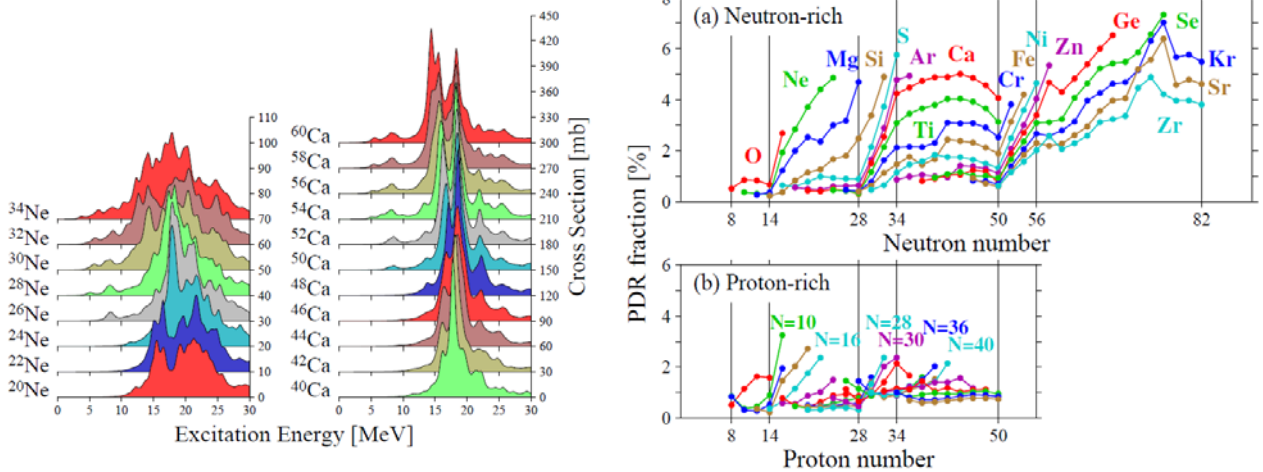 34Ne
32Ne
30Ne
28Ne
26Ne
24Ne
22Ne
20Ne
0 5 10 15 20 25 30
110
100
90
80
70
60
50
40
30
20
10
0
60Ca
58Ca
56Ca
54Ca
52Ca
50Ca
48Ca
46Ca
44Ca
42Ca
40Ca
0 5 10 15 20 25 30
450
420
390
360
330
300
270
240
210
180
150
120
90
60
30
0
Cross Section [mb]
Excitation Energy [MeV]
PDR fraction [%]
8
6
4
2
0
(a) Neutron-rich
O
Ne
Mg
Si
S
Ar
Ca
Ti
Cr
Fe
Ni
Zn
Ge
Se
Kr
Sr
Zr
8 14 28 34 50 56 82
Neutron number
6
4
2
0
(b) Proton-rich
N=10
N=16
N=28
N=30
N=36
N=40
8 14 28 34 50
Proton number